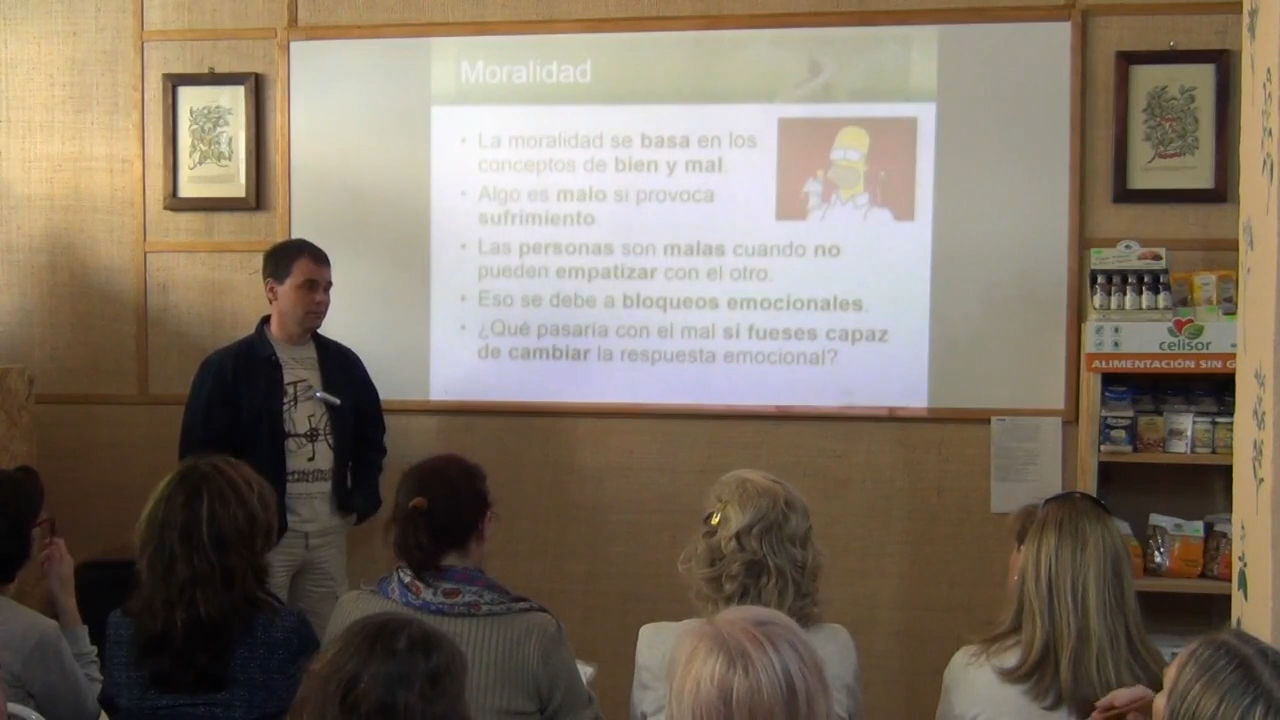 Moralidad
• La moralidad se basa en los
conceptos de bien y mal.
• Algo es malo si provoca
sufrimiento
• Las personas son malas cuando no
pueden empatizar con el otro.
• Eso se debe a bloqueos emocionales.
• ¿Qué pasaría con el mal si fueses capaz
de cambiar la respuesta emocional?
celisor
ALIMENTACIÓN SIN G